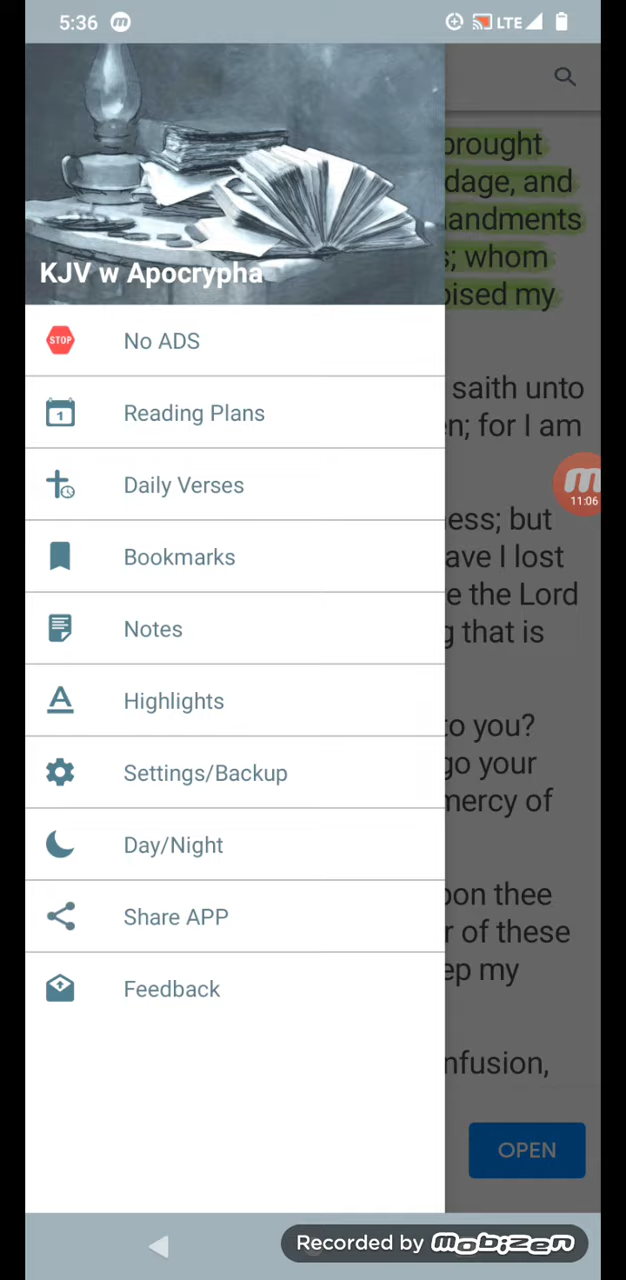 5:36
LTE
KJV w Apocrypha
STOP
No ADS
1
Reading Plans
Daily Verses
Bookmarks
Notes
Highlights
Settings/Backup
Day/Night
Share APP
Feedback
brought
dage, and
andments
; whom
ised my
saith unto
n; for I am
11:06
ess; but
ave I lost
e the Lord
g that is
to you?
go your
mercy of
pon thee
r of these
ep my
nfusion,
OPEN
Recorded by mobizen